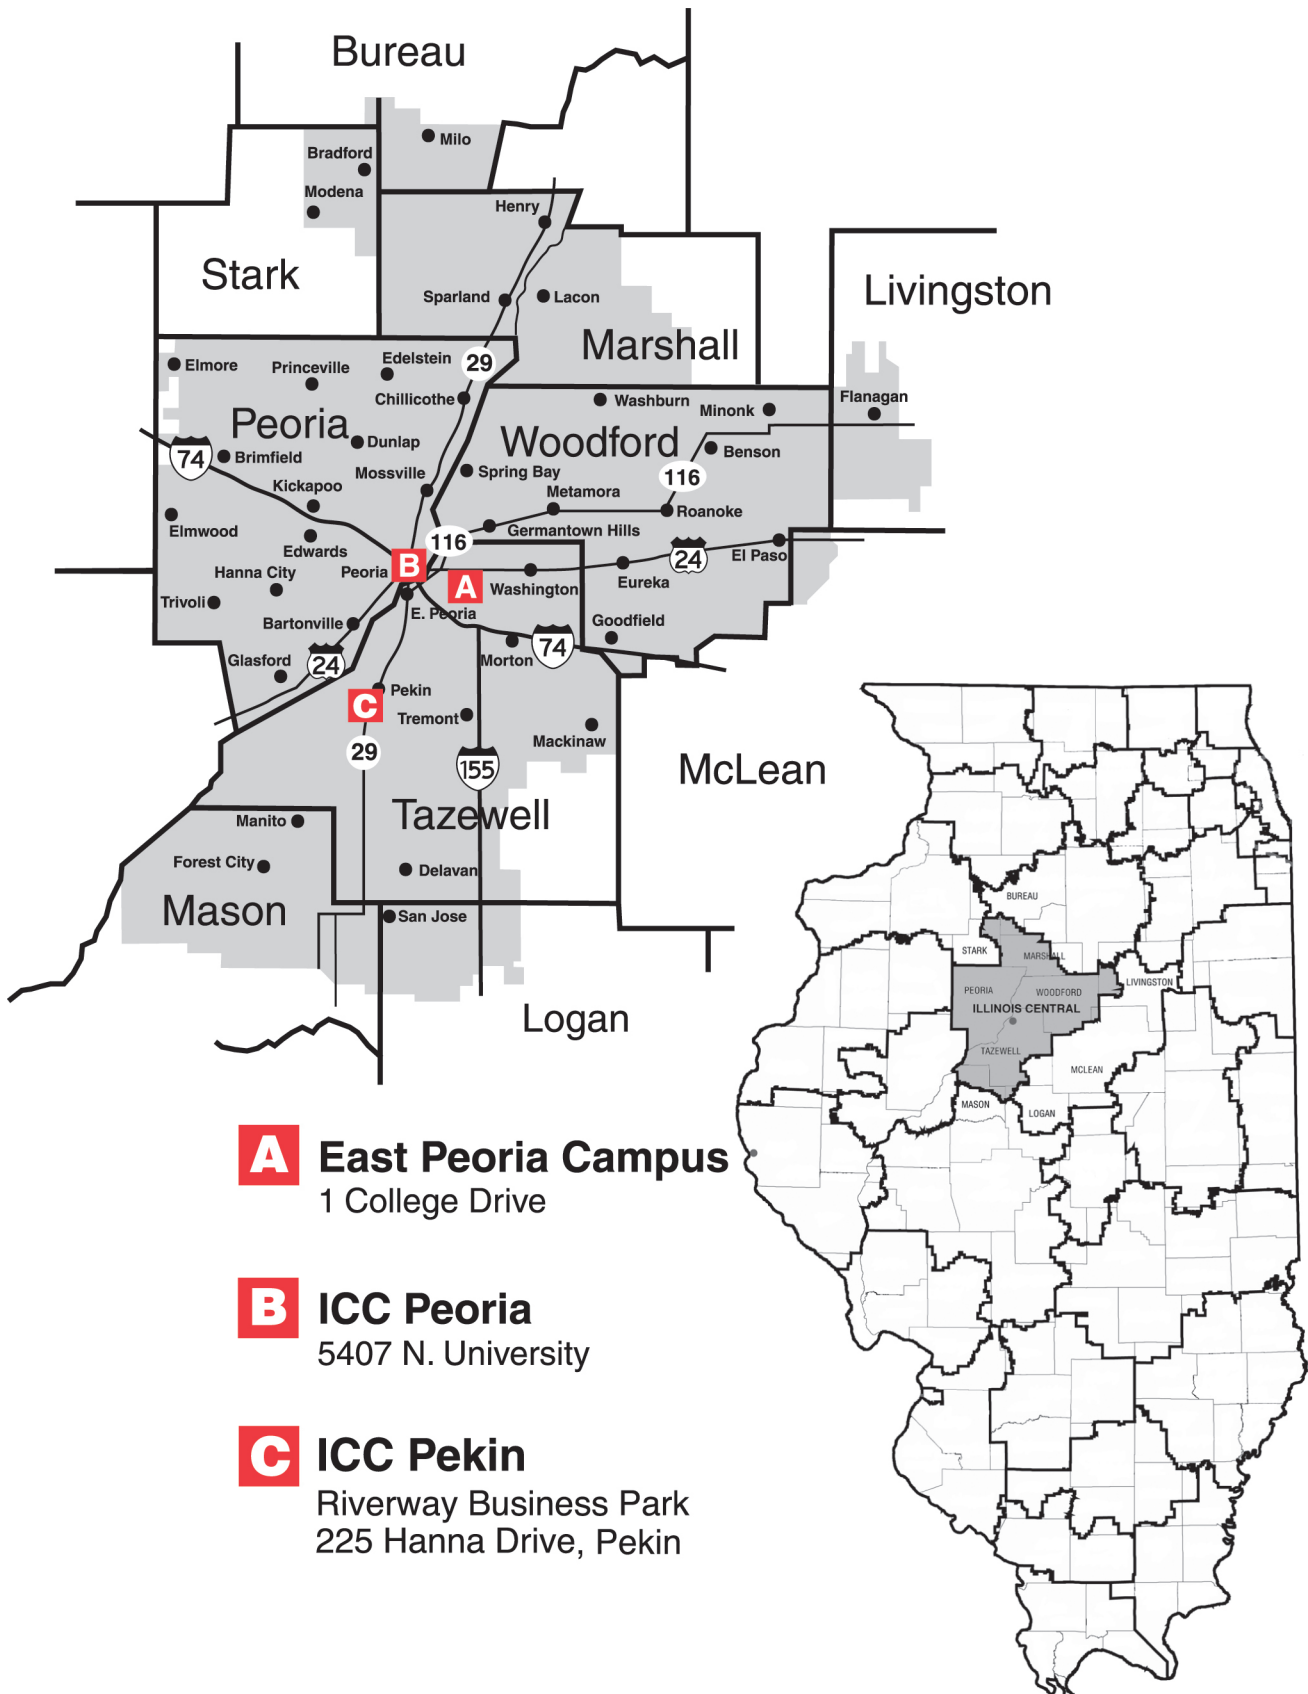 Bureau
Milo
Bradford
Modena
Henry
Stark
Livingston
Sparland
Lacon
Marshall
29
Elmore
Princeville
Edelstein
Chillicothe
Washburn
Minonk
Flanagan
Peoria
Dunlap
Woodford
Benson
74
Brimfield
Mossville
Spring Bay
116
Kickapoo
Metamora
Roanoke
Elmwood
Germantown Hills
Edwards
116
24
El Paso
Hanna City
Peoria
B
A
Washington
Eureka
Trivoli
E. Peoria
Bartonville
Goodfield
74
Glasford
24
Morton
Pekin
C
Tremont
Mackinaw
29
155
McLean
Tazewell
Manito
Forest City
Delavan
Mason
San Jose
Logan
BUREAU
STARK
MARSHALL
LIVINGSTON
PEORIA
WOODFORD
ILLINOIS CENTRAL
TAZEWELL
MCLEAN
MASON
LOGAN
A East Peoria Campus
1 College Drive
B ICC Peoria
5407 N. University
C ICC Pekin
Riverway Business Park
225 Hanna Drive, Pekin